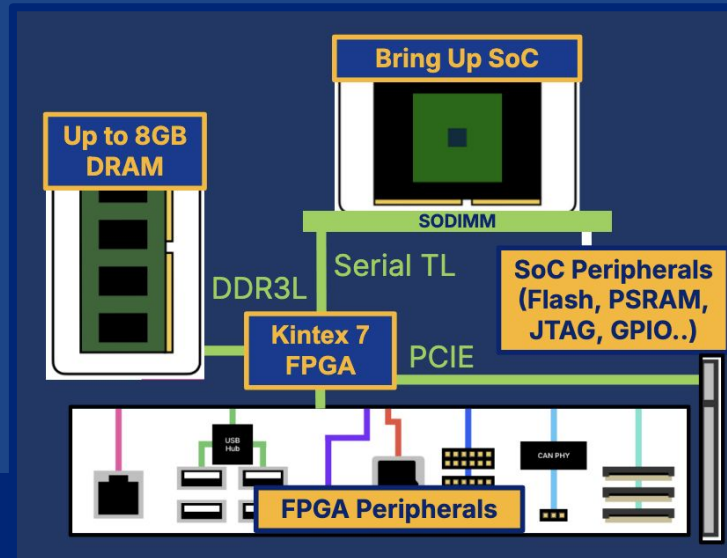 Bring Up SoC
Up to 8GB
DRAM
SODIMM
Serial TL
DDR3L
SoC Peripherals
(Flash, PSRAM,
JTAG, GPIO..)
Kintex 7
FPGA
PCIE
USB
Hub
CAN PHY
FPGA Peripherals